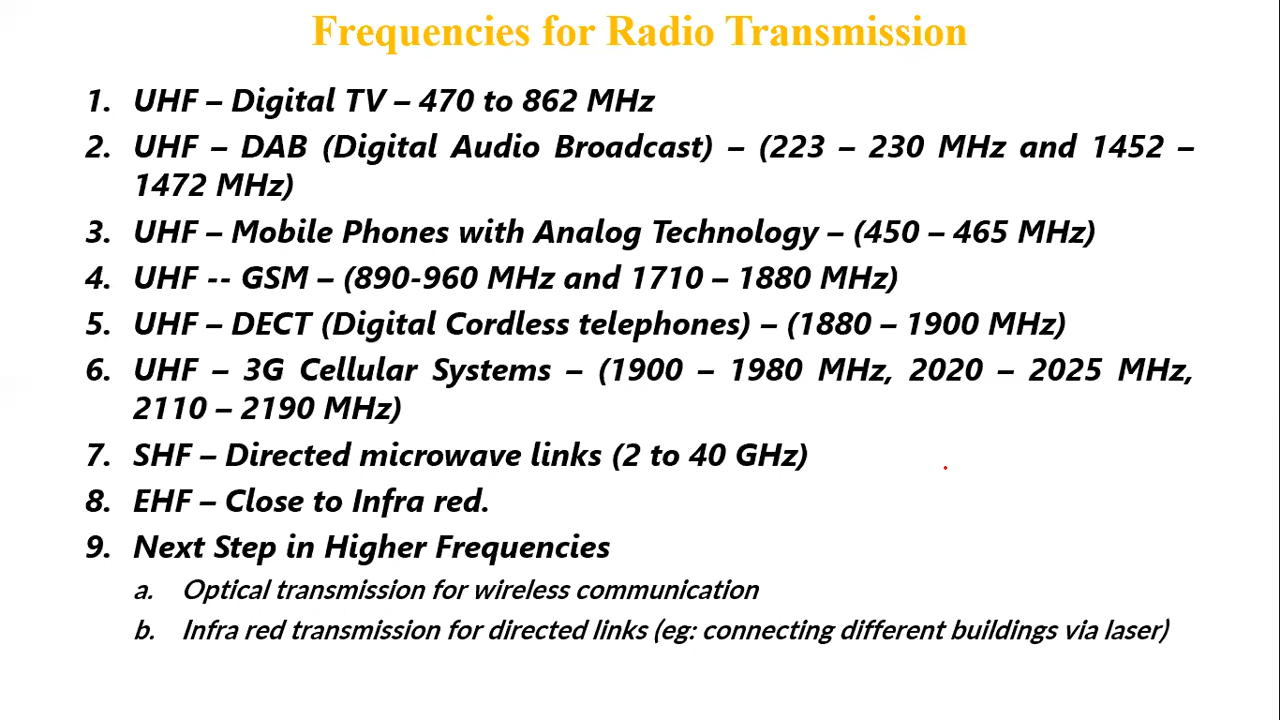 Frequencies for Radio Transmission
1. UHF – Digital TV – 470 to 862 MHz
2. UHF – DAB (Digital Audio Broadcast) – (223 – 230 MHz and 1452 –
1472 MHz)
3. UHF – Mobile Phones with Analog Technology – (450 – 465 MHz)
4. UHF -- GSM – (890-960 MHz and 1710 – 1880 MHz)
5. UHF – DECT (Digital Cordless telephones) – (1880 – 1900 MHz)
6. UHF – 3G Cellular Systems – (1900 – 1980 MHz, 2020 – 2025 MHz,
2110 – 2190 MHz)
7. SHF – Directed microwave links (2 to 40 GHz)
8. EHF – Close to Infra red.
9. Next Step in Higher Frequencies
a. Optical transmission for wireless communication
b. Infra red transmission for directed links (eg: connecting different buildings via laser)